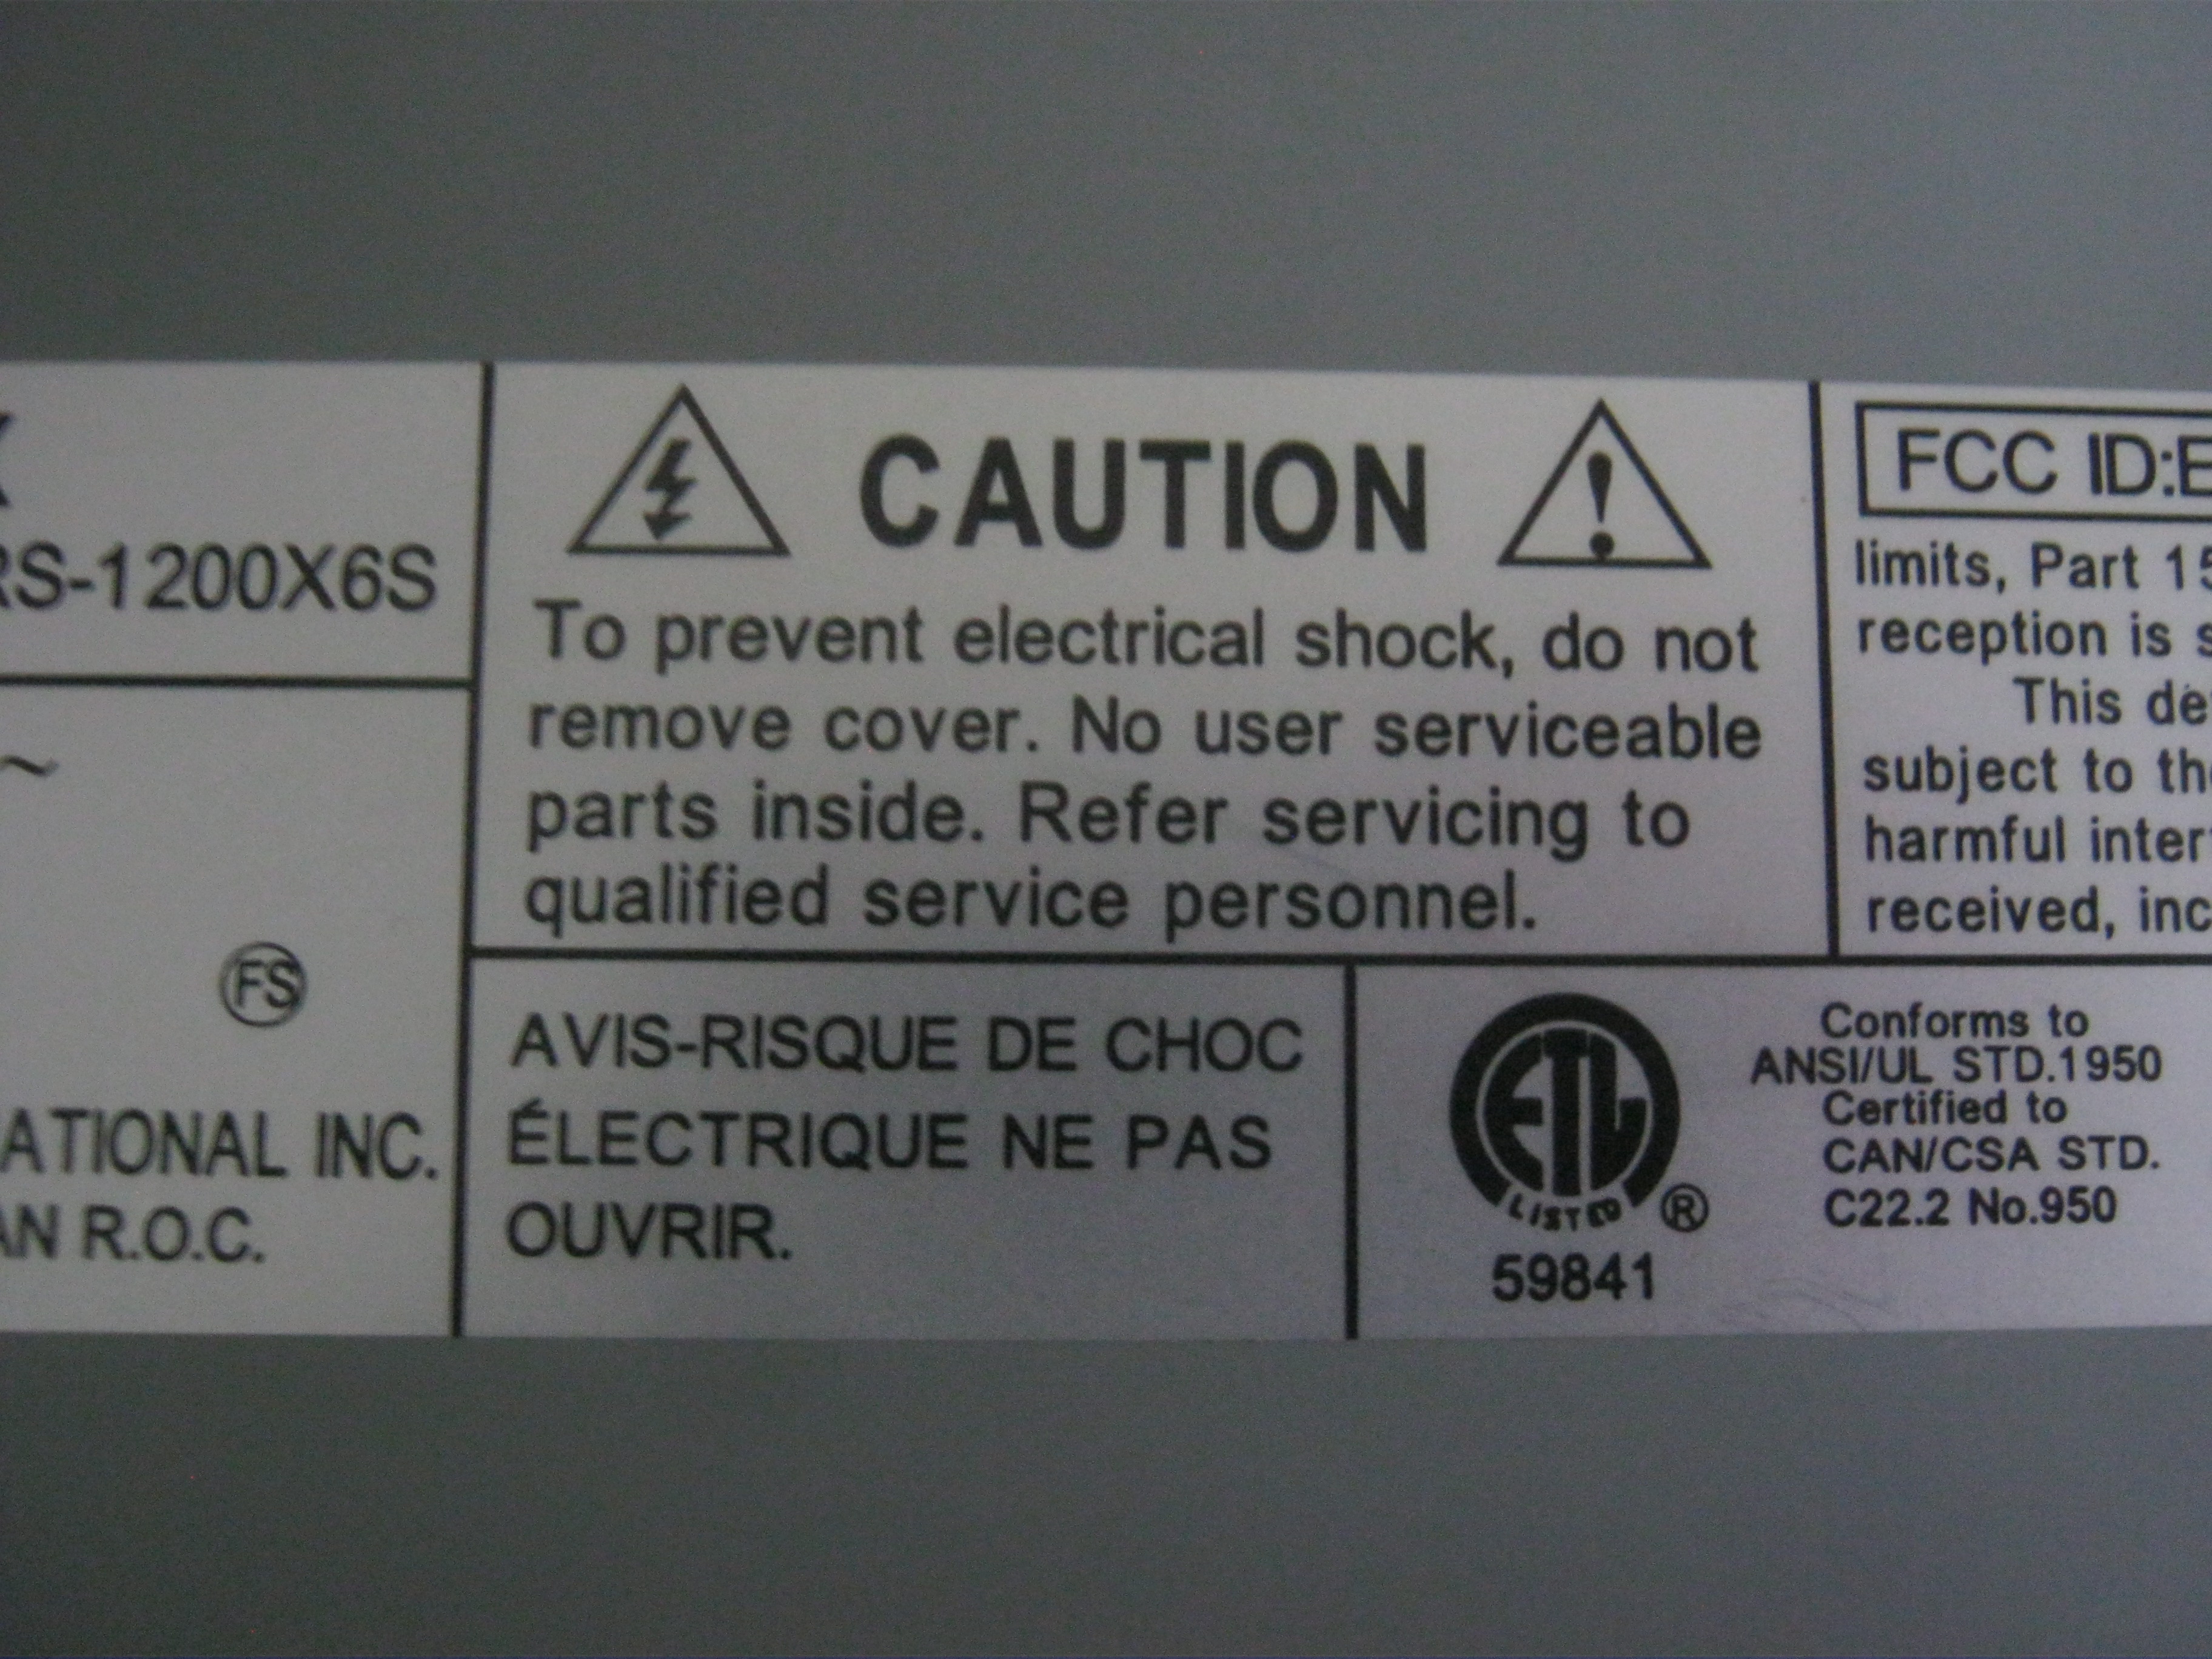 RS-1200X6S
~
FS
ATIONAL INC.
AN R.O.C.
CAUTION
To prevent electrical shock, do not
remove cover. No user serviceable
parts inside. Refer servicing to
qualified service personnel.
AVIS-RISQUE DE CHOC
ÉLECTRIQUE NE PAS
OUVRIR.
FCC ID:E
limits, Part 15
reception is s
This de
subject to the
harmful inter
received, inc
ETL
LISTED ®
59841
Conforms to
ANSI/UL STD.1950
Certified to
CAN/CSA STD.
C22.2 No.950